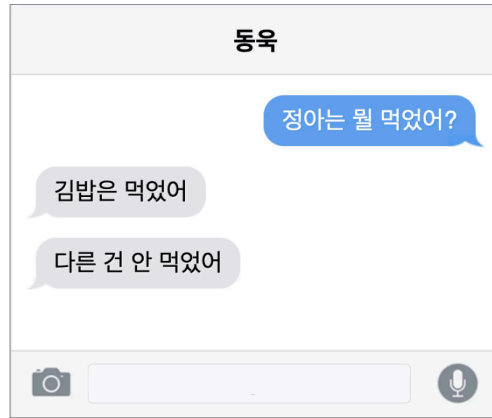 동욱
정아는 뭘 먹었어?
김밥은 먹었어
다른 건 안 먹었어